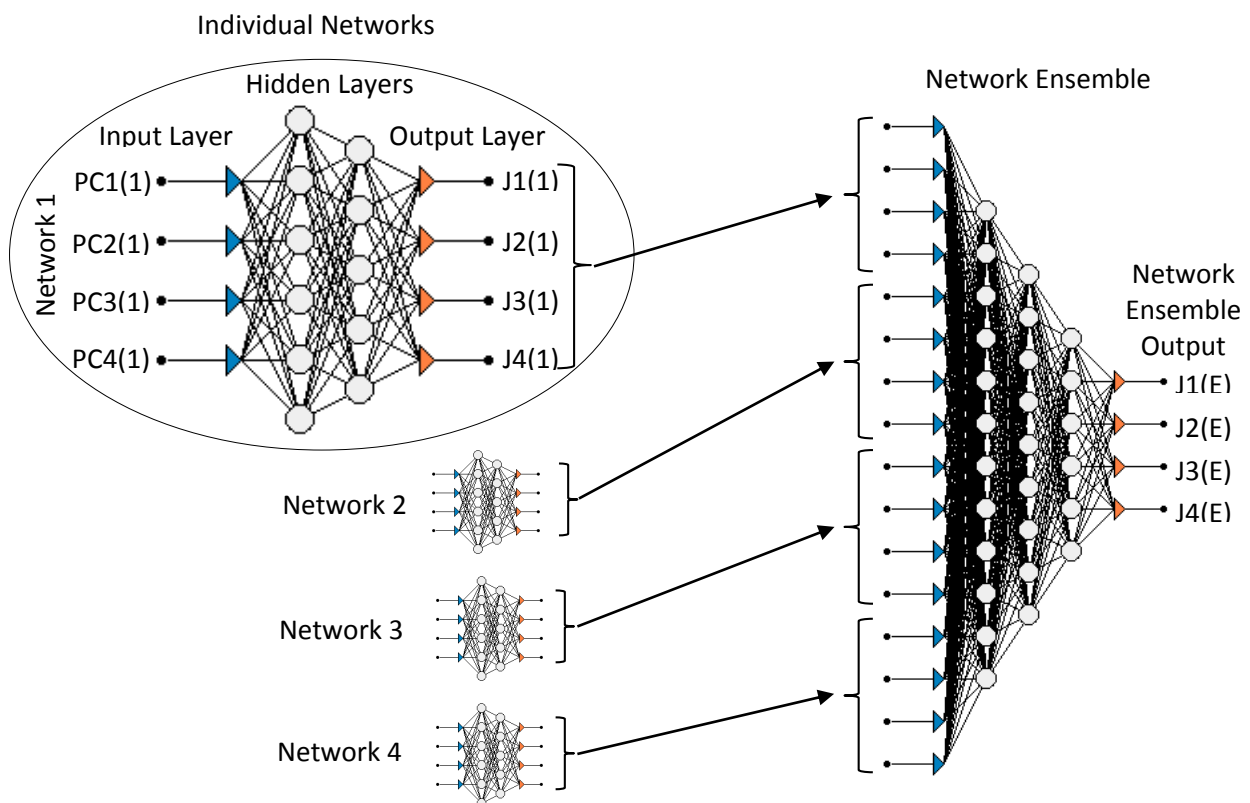 Individual Networks
Hidden Layers
Input Layer
Output Layer
Network 1
PC1(1)
PC2(1)
PC3(1)
PC4(1)
J1(1)
J2(1)
J3(1)
J4(1)
Network 2
Network 3
Network 4
Network Ensemble
Network
Ensemble
Output
J1(E)
J2(E)
J3(E)
J4(E)